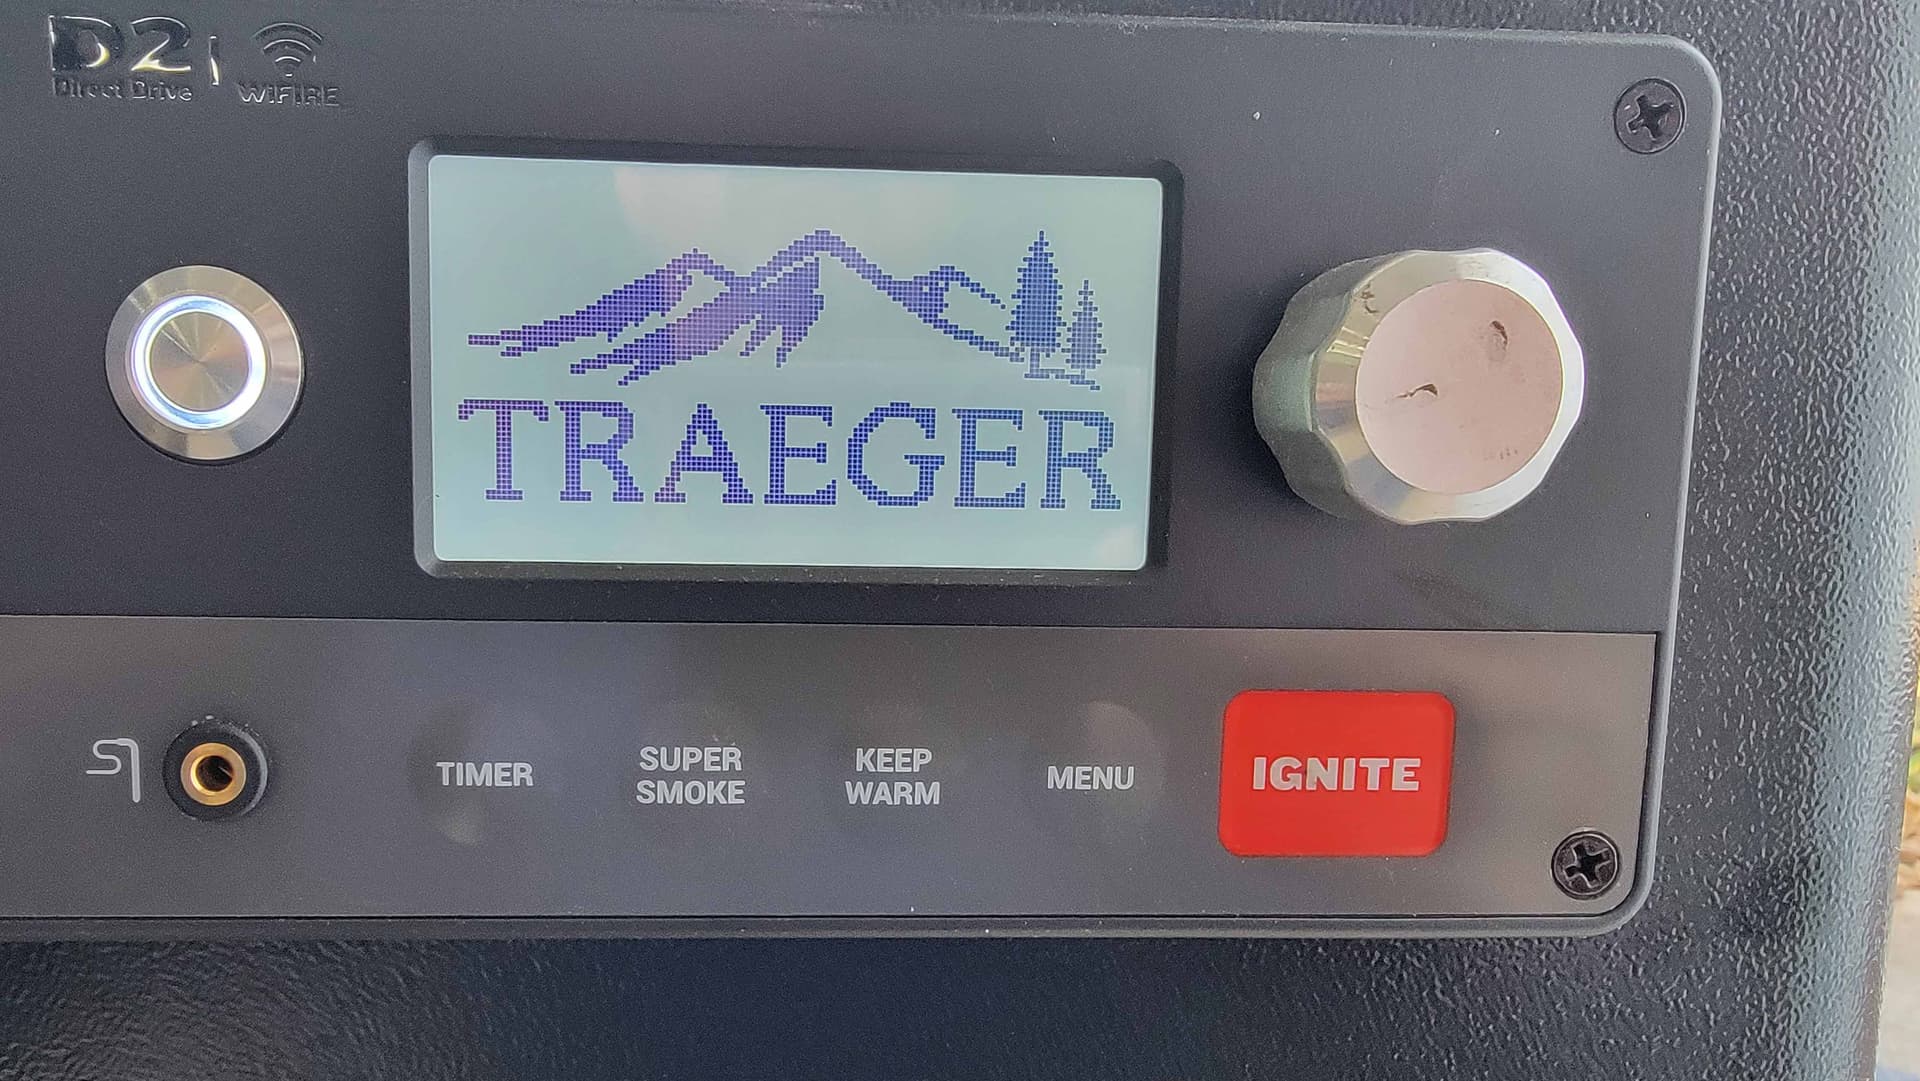 D2
Direct Drive
WiFIRE
TRAEGER
TIMER
SUPER
SMOKE
KEEP
WARM
MENU
IGNITE